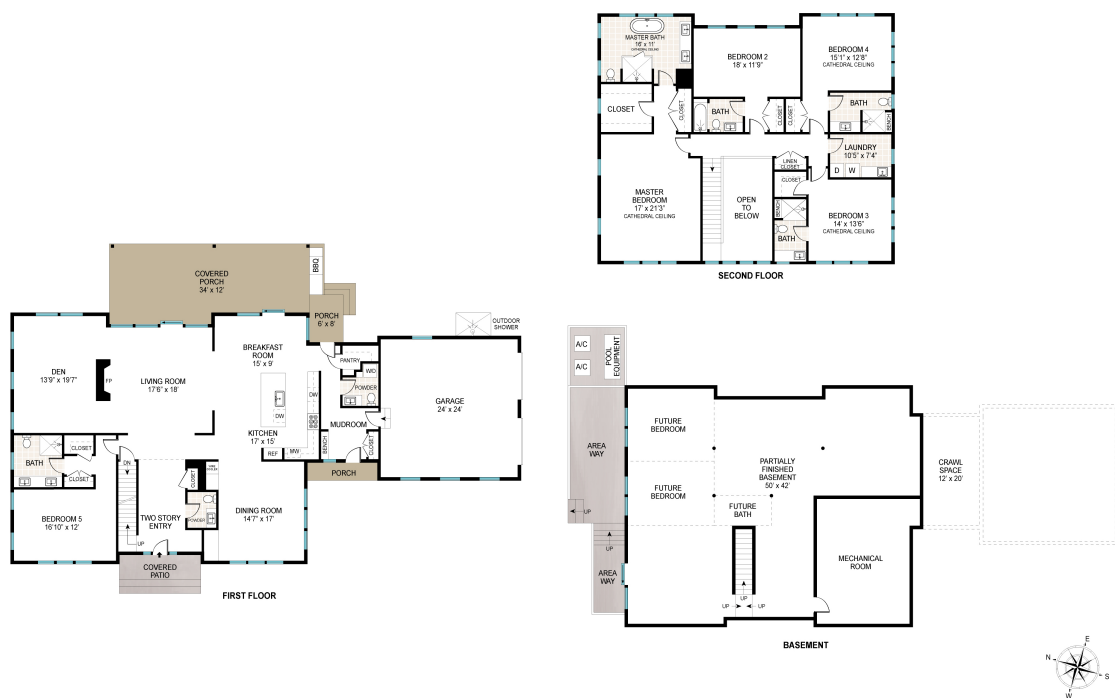 MASTER BATH
16' x 11'
CATHEDRAL CEILING
BEDROOM 2
18' x 11'9"
BEDROOM 4
15'1" x 12'8"
CATHEDRAL CEILING
CLOSET
CLOSET
BATH
CLOSET
CLOSET
BATH
BENCH
LAUNDRY
10'5" x 7'4"
D
W
LINEN
CLOSET
CLOSET
MASTER
BEDROOM
17' x 21'3"
CATHEDRAL CEILING
OPEN
TO
BELOW
BENCH
BATH
BEDROOM 3
14' x 13'6"
CATHEDRAL CEILING
SECOND FLOOR
COVERED
PORCH
34' x 12'
BBQ
PORCH
6' x 8'
OUTDOOR
SHOWER
DEN
13'9" x 19'7"
FP
LIVING ROOM
17'6" x 18'
BREAKFAST
ROOM
15' x 9'
PANTRY
W/D
POWDER
DW
DW
KITCHEN
17' x 15'
REF
MW
MUDROOM
BENCH
CLOSET
GARAGE
24' x 24'
PORCH
BATH
CLOSET
CLOSET
DN
CLOSET
BEDROOM 5
16'10" x 12'
UP
TWO STORY
ENTRY
POWDER
DINING ROOM
14'7" x 17'
COVERED
PATIO
FIRST FLOOR
A/C
A/C
POOL
EQUIPMENT
AREA
WAY
UP
UP
AREA
WAY
FUTURE
BEDROOM
FUTURE
BEDROOM
PARTIALLY
FINISHED
BASEMENT
50' x 42'
FUTURE
BATH
CRAWL
SPACE
12' x 20'
MECHANICAL
ROOM
UP
UP
UP
BASEMENT
E
N
S
W